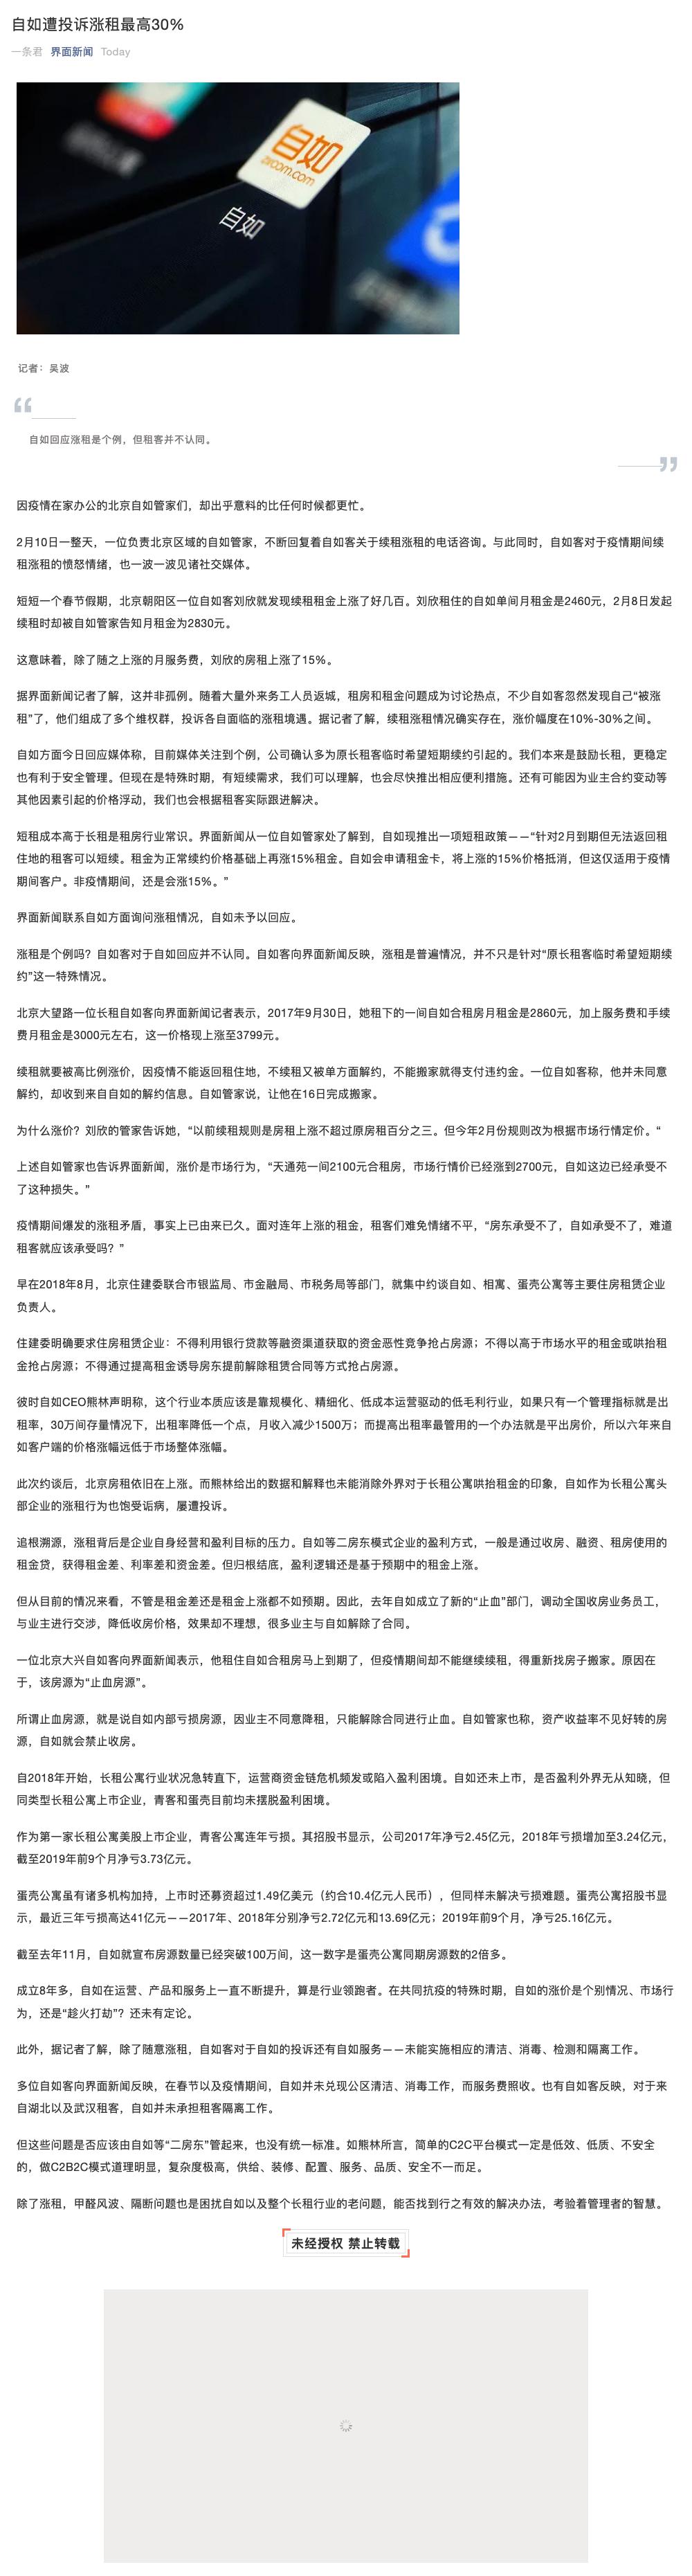 自如遭投诉涨租最高30%
一条君 界面新闻 Today
自如
ziroom.com
自如
记者：吴波
“
自如回应涨租是个例，但租客并不认同。
”
因疫情在家办公的北京自如管家们，却出乎意料的比任何时候都更忙。
2月10日一整天，一位负责北京区域的自如管家，不断回复着自如客关于续租涨租的电话咨询。与此同时，自如客对于疫情期间续
租涨租的愤怒情绪，也一波一波见诸社交媒体。
短短一个春节假期，北京朝阳区一位自如客刘欣就发现续租租金上涨了好几百。刘欣租住的自如单间月租金是2460元，2月8日发起
续租时却被自如管家告知月租金为2830元。
这意味着，除了随之上涨的月服务费，刘欣的房租上涨了15%。
据界面新闻记者了解，这并非孤例。随着大量外来务工人员返城，租房和租金问题成为讨论热点，不少自如客忽然发现自己“被涨
租”了，他们组成了多个维权群，投诉各自面临的涨租境遇。据记者了解，续租涨租情况确实存在，涨价幅度在10%-30%之间。
自如方面今日回应媒体称，目前媒体关注到个例，公司确认多为原长租客临时希望短期续约引起的。我们本来是鼓励长租，更稳定
也有利于安全管理。但现在是特殊时期，有短续需求，我们可以理解，也会尽快推出相应便利措施。还有可能因为业主合约变动等
其他因素引起的价格浮动，我们也会根据租客实际跟进解决。
短租成本高于长租是租房行业常识。界面新闻从一位自如管家处了解到，自如现推出一项短租政策——“针对2月到期但无法返回租
住地的租客可以短续。租金为正常续约价格基础上再涨15%租金。自如会申请租金卡，将上涨的15%价格抵消，但这仅适用于疫情
期间客户。非疫情期间，还是会涨15%。”
界面新闻联系自如方面询问涨租情况，自如未予以回应。
涨租是个例吗？自如客对于自如回应并不认同。自如客向界面新闻反映，涨租是普遍情况，并不只是针对“原长租客临时希望短期续
约”这一特殊情况。
北京大望路一位长租自如客向界面新闻记者表示，2017年9月30日，她租下的一间自如合租房月租金是2860元，加上服务费和手续
费月租金是3000元左右，这一价格现上涨至3799元。
续租就要被高比例涨价，因疫情不能返回租住地，不续租又被单方面解约，不能搬家就得支付违约金。一位自如客称，他并未同意
解约，却收到来自自如的解约信息。自如管家说，让他在16日完成搬家。
为什么涨价？刘欣的管家告诉她，“以前续租规则是房租上涨不超过原房租百分之三。但今年2月份规则改为根据市场行情定价。“
上述自如管家也告诉界面新闻，涨价是市场行为，“天通苑一间2100元合租房，市场行情价已经涨到2700元，自如这边已经承受不
了这种损失。”
疫情期间爆发的涨租矛盾，事实上已由来已久。面对连年上涨的租金，租客们难免情绪不平，“房东承受不了，自如承受不了，难道
租客就应该承受吗？”
早在2018年8月，北京住建委联合市银监局、市金融局、市税务局等部门，就集中约谈自如、相寓、蛋壳公寓等主要住房租赁企业
负责人。
住建委明确要求住房租赁企业：不得利用银行贷款等融资渠道获取的资金恶性竞争抢占房源；不得以高于市场水平的租金或哄抬租
金抢占房源；不得通过提高租金诱导房东提前解除租赁合同等方式抢占房源。
彼时自如CEO熊林声明称，这个行业本质应该是靠规模化、精细化、低成本运营驱动的低毛利行业，如果只有一个管理指标就是出
租率，30万间存量情况下，出租率降低一个点，月收入减少1500万；而提高出租率最管用的一个办法就是平出房价，所以六年来自
如客户端的价格涨幅远低于市场整体涨幅。
此次约谈后，北京房租依旧在上涨。而熊林给出的数据和解释也未能消除外界对于长租公寓哄抬租金的印象，自如作为长租公寓头
部企业的涨租行为也饱受诟病，屡遭投诉。
追根溯源，涨租背后是企业自身经营和盈利目标的压力。自如等二房东模式企业的盈利方式，一般是通过收房、融资、租房使用的
租金贷，获得租金差、利率差和资金差。但归根结底，盈利逻辑还是基于预期中的租金上涨。
但从目前的情况来看，不管是租金差还是租金上涨都不如预期。因此，去年自如成立了新的“止血”部门，调动全国收房业务员工，
与业主进行交涉，降低收房价格，效果却不理想，很多业主与自如解除了合同。
一位北京大兴自如客向界面新闻表示，他租住自如合租房马上到期了，但疫情期间却不能继续续租，得重新找房子搬家。原因在
于，该房源为“止血房源”。
所谓止血房源，就是说自如内部亏损房源，因业主不同意降租，只能解除合同进行止血。自如管家也称，资产收益率不见好转的房
源，自如就会禁止收房。
自2018年开始，长租公寓行业状况急转直下，运营商资金链危机频发或陷入盈利困境。自如还未上市，是否盈利外界无从知晓，但
同类型长租公寓上市企业，青客和蛋壳目前均未摆脱盈利困境。
作为第一家长租公寓美股上市企业，青客公寓连年亏损。其招股书显示，公司2017年净亏2.45亿元，2018年亏损增加至3.24亿元，
截至2019年前9个月净亏3.73亿元。
蛋壳公寓虽有诸多机构加持，上市时还募资超过1.49亿美元（约合10.4亿元人民币），但同样未解决亏损难题。蛋壳公寓招股书显
示，最近三年亏损高达41亿元——2017年、2018年分别净亏2.72亿元和13.69亿元；2019年前9个月，净亏25.16亿元。
截至去年11月，自如就宣布房源数量已经突破100万间，这一数字是蛋壳公寓同期房源数的2倍多。
成立8年多，自如在运营、产品和服务上一直不断提升，算是行业领跑者。在共同抗疫的特殊时期，自如的涨价是个别情况、市场行
为，还是“趁火打劫”？还未有定论。
此外，据记者了解，除了随意涨租，自如客对于自如的投诉还有自如服务——未能实施相应的清洁、消毒、检测和隔离工作。
多位自如客向界面新闻反映，在春节以及疫情期间，自如并未兑现公区清洁、消毒工作，而服务费照收。也有自如客反映，对于来
自湖北以及武汉租客，自如并未承担租客隔离工作。
但这些问题是否应该由自如等“二房东”管起来，也没有统一标准。如熊林所言，简单的C2C平台模式一定是低效、低质、不安全
的，做C2B2C模式道理明显，复杂度极高，供给、装修、配置、服务、品质、安全不一而足。
除了涨租，甲醛风波、隔断问题也是困扰自如以及整个长租行业的老问题，能否找到行之有效的解决办法，考验着管理者的智慧。
未经授权 禁止转载